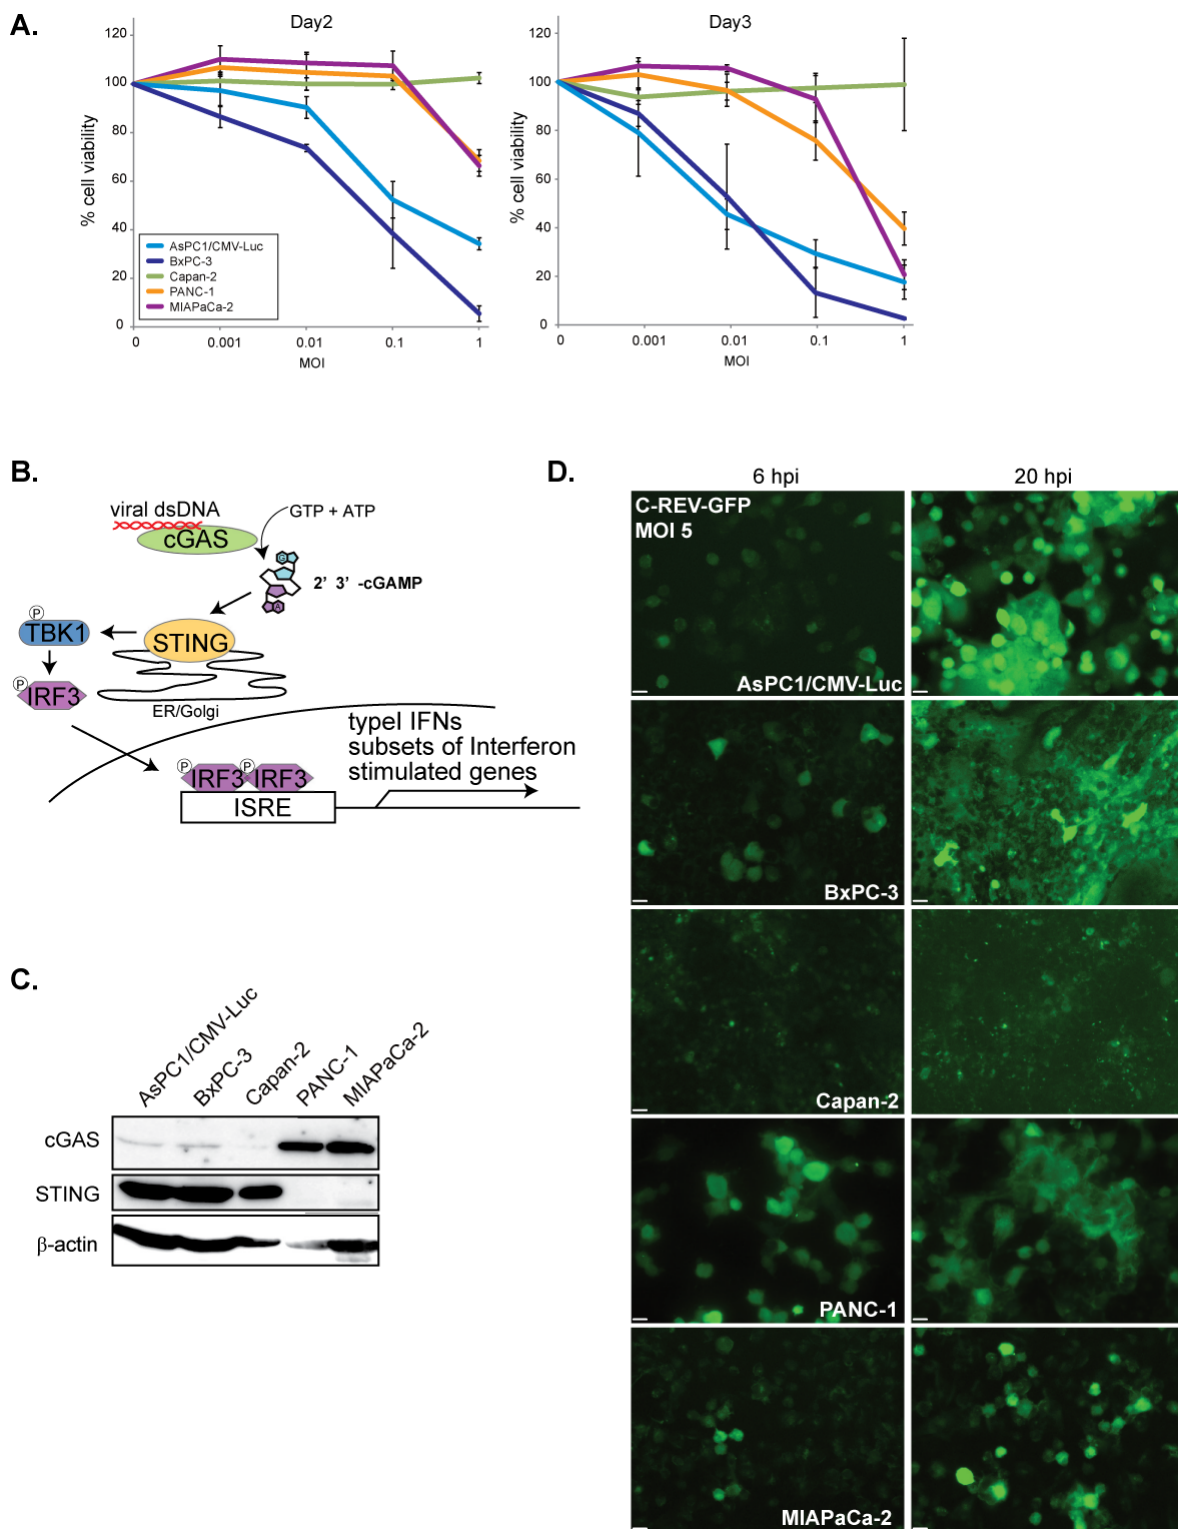 A.
Day2
120
100
80
60
40
20
0
% cell viability
AsPC1/CMV-Luc
BxPC-3
Capan-2
PANC-1
MIAPaCa-2
0 0.001 0.01 0.1 1
MOI
Day3
120
100
80
60
40
20
0
% cell viability
0 0.001 0.01 0.1 1
MOI
B.
viral dsDNA
GTP + ATP
cGAS
G
2' 3' -cGAMP
A
P
TBK1
STING
P
IRF3
ER/Golgi
typeI IFNs
subsets of Interferon
stimulated genes
P IRF3 P IRF3
ISRE
C.
AsPC1/CMV-Luc
BxPC-3
Capan-2
PANC-1
MIAPaCa-2
cGAS
STING
β-actin
D.
6 hpi 20 hpi
C-REV-GFP
MOI 5
AsPC1/CMV-Luc
BxPC-3
Capan-2
PANC-1
MIAPaCa-2